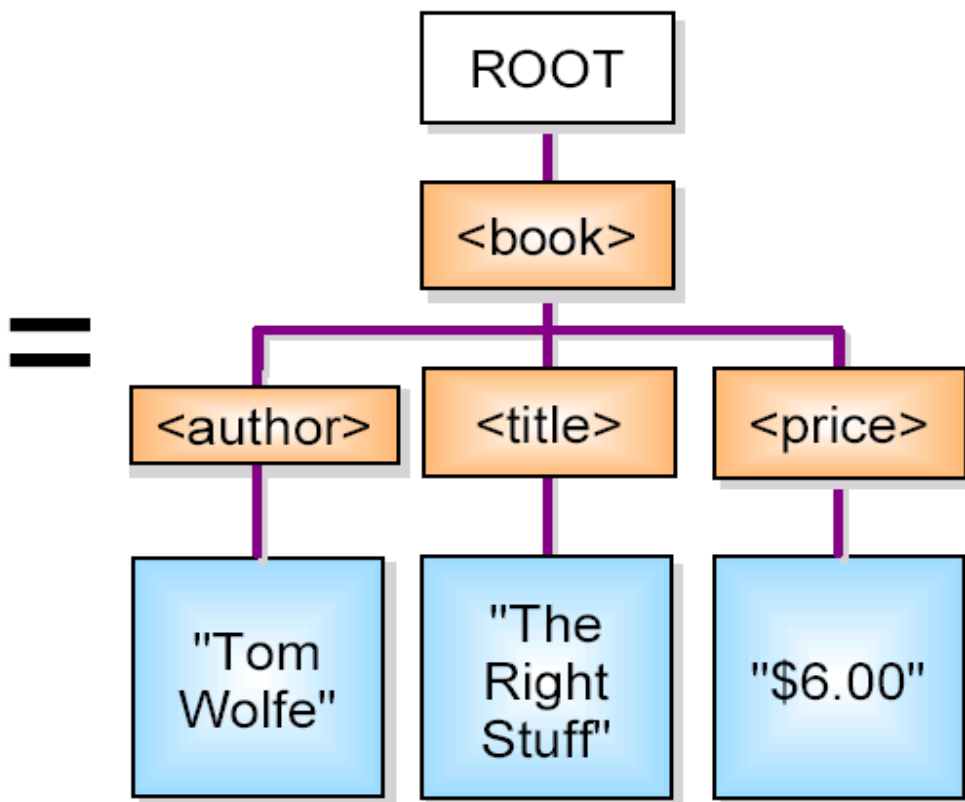 ROOT
<book>
=
<author>
<title>
<price>
"Tom
Wolfe"
"The
Right
Stuff"
"$6.00"